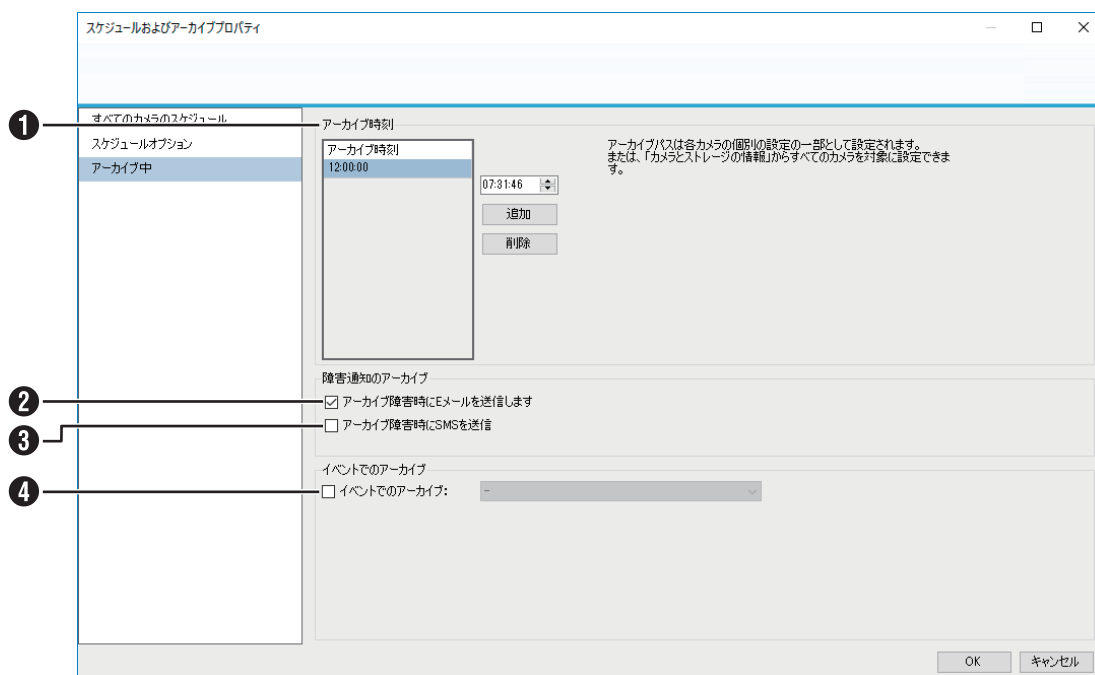 スケジュールおよびアーカイブプロパティ
❶
すべてのカメラのスケジュール
スケジュールオプション
アーカイブ中
アーカイブ時刻
アーカイブ時刻
12:00:00
07:31:46
追加
削除
アーカイブパスは各カメラの個別の設定の一部として設定されます。
または、「カメラとストレージの情報」からすべてのカメラを対象に設定できま
す。
障害通知のアーカイブ
❷
アーカイブ障害時にEメールを送信します
❸
アーカイブ障害時にSMSを送信
イベントでのアーカイブ
❹
イベントでのアーカイブ:
-
OK
キャンセル